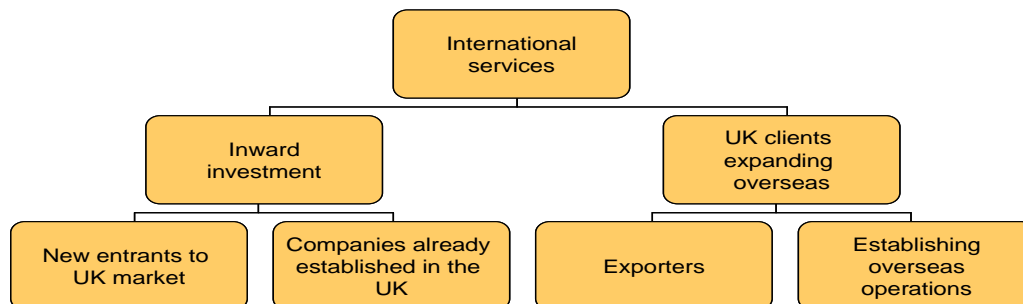 International
services
Inward
investment
UK clients
expanding
overseas
New entrants to
UK market
Companies already
established in the
UK
Exporters
Establishing
overseas
operations